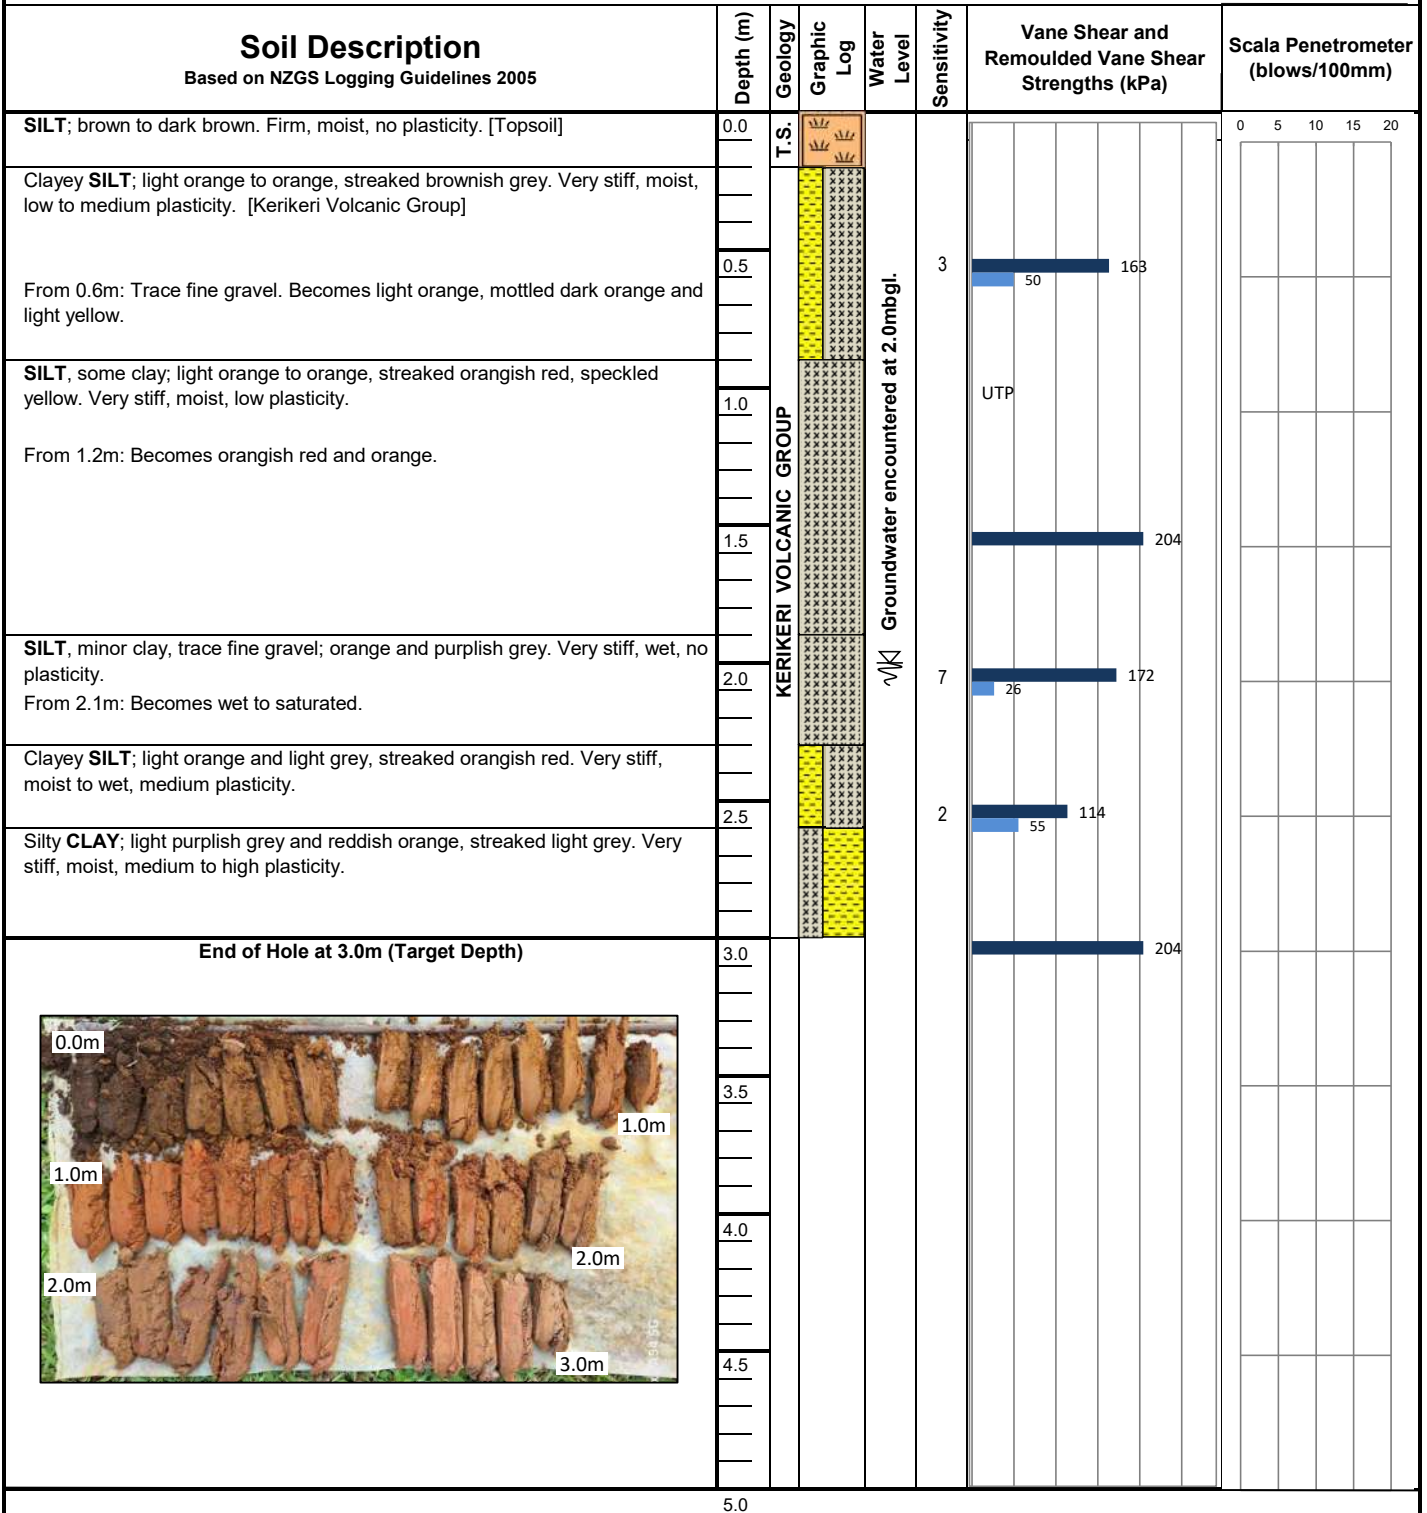 Soil Description
Based on NZGS Logging Guidelines 2005
Depth (m)
Geology
Graphic
Log
Water
Level
Sensitivity
Vane Shear and
Remoulded Vane Shear
Strengths (kPa)
Scala Penetrometer
(blows/100mm)
0 5 10 15 20
SILT; brown to dark brown. Firm, moist, no plasticity. [Topsoil]
0.0
T.S.
Clayey SILT; light orange to orange, streaked brownish grey. Very stiff, moist,
low to medium plasticity. [Kerikeri Volcanic Group]
0.5
3
163
50
From 0.6m: Trace fine gravel. Becomes light orange, mottled dark orange and
light yellow.
SILT, some clay; light orange to orange, streaked orangish red, speckled
yellow. Very stiff, moist, low plasticity.
1.0
UTP
From 1.2m: Becomes orangish red and orange.
KERIKERI VOLCANIC GROUP
Groundwater encountered at 2.0mbgl.
1.5
204
SILT, minor clay, trace fine gravel; orange and purplish grey. Very stiff, wet, no
plasticity.
2.0
7
172
26
From 2.1m: Becomes wet to saturated.
Clayey SILT; light orange and light grey, streaked orangish red. Very stiff,
moist to wet, medium plasticity.
2.5
2
114
55
Silty CLAY; light purplish grey and reddish orange, streaked light grey. Very
stiff, moist, medium to high plasticity.
End of Hole at 3.0m (Target Depth)
3.0
204
0.0m
3.5
1.0m
1.0m
4.0
2.0m
2.0m
3.0m
4.5
5.0